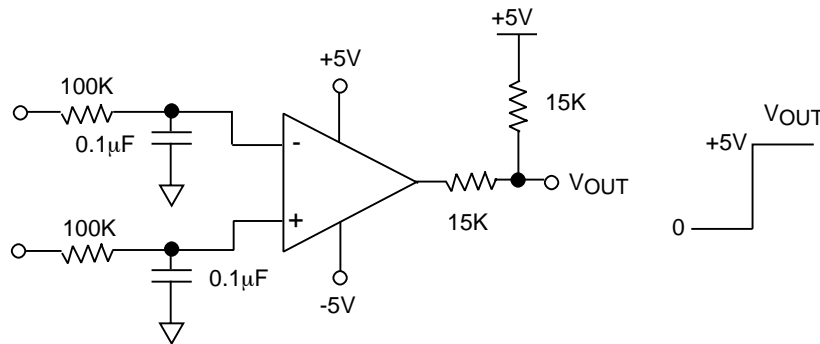 +5V
+5V
100K
15K
VOUT
+5V
0.1μF
-
VOUT
15K
0
100K
+
0.1μF
-5V